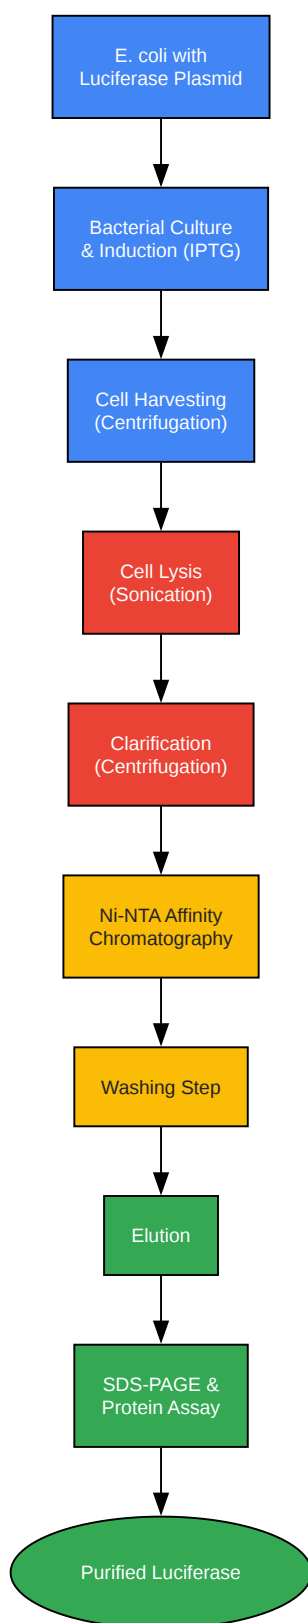 E. coli with
Luciferase Plasmid
Bacterial Culture
& Induction (IPTG)
Cell Harvesting
(Centrifugation)
Cell Lysis
(Sonication)
Clarification
(Centrifugation)
Ni-NTA Affinity
Chromatography
Washing Step
Elution
SDS-PAGE &
Protein Assay
Purified Luciferase